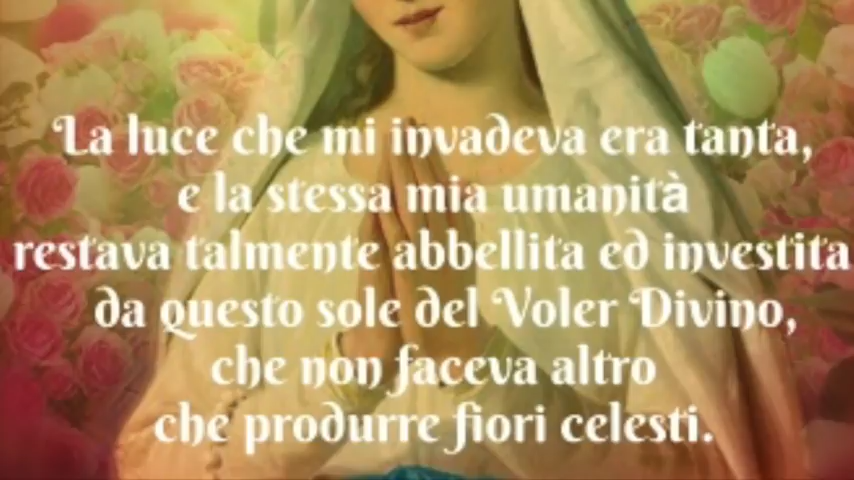 La luce che mi invadeva era tanta,
e la stessa mia umanità
restava talmente abbellita ed investita
da questo sole del Voler Divino,
che non faceva altro
che produrre fiori celesti.